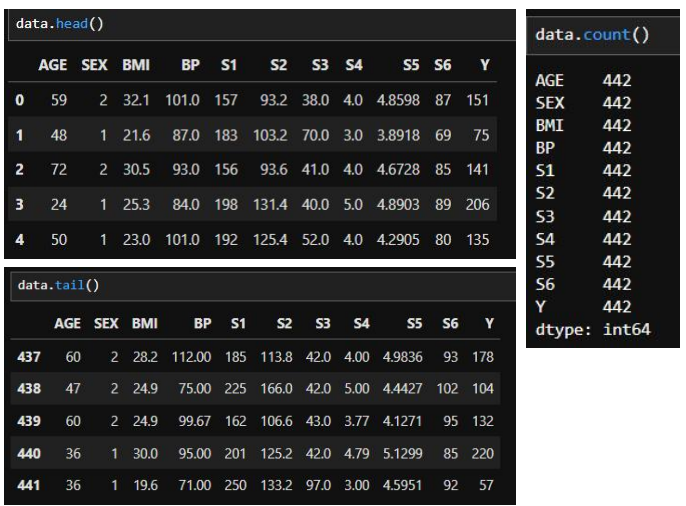 data.head()
AGE SEX BMI BP S1 S2 S3 S4 S5 S6 Y
0 59 2 32.1 101.0 157 93.2 38.0 4.0 4.8598 87 151
1 48 1 21.6 87.0 183 103.2 70.0 3.0 3.8918 69 75
2 72 2 30.5 93.0 156 93.6 41.0 4.0 4.6728 85 141
3 24 1 25.3 84.0 198 131.4 40.0 5.0 4.8903 89 206
4 50 1 23.0 101.0 192 125.4 52.0 4.0 4.2905 80 135
data.tail()
AGE SEX BMI BP S1 S2 S3 S4 S5 S6 Y
437 60 2 28.2 112.00 185 113.8 42.0 4.00 4.9836 93 178
438 47 2 24.9 75.00 225 166.0 42.0 5.00 4.4427 102 104
439 60 2 24.9 99.67 162 106.6 43.0 3.77 4.1271 95 132
440 36 1 30.0 95.00 201 125.2 42.0 4.79 5.1299 85 220
441 36 1 19.6 71.00 250 133.2 97.0 3.00 4.5951 92 57
data.count()
AGE 442
SEX 442
BMI 442
BP 442
S1 442
S2 442
S3 442
S4 442
S5 442
S6 442
Y 442
dtype: int64